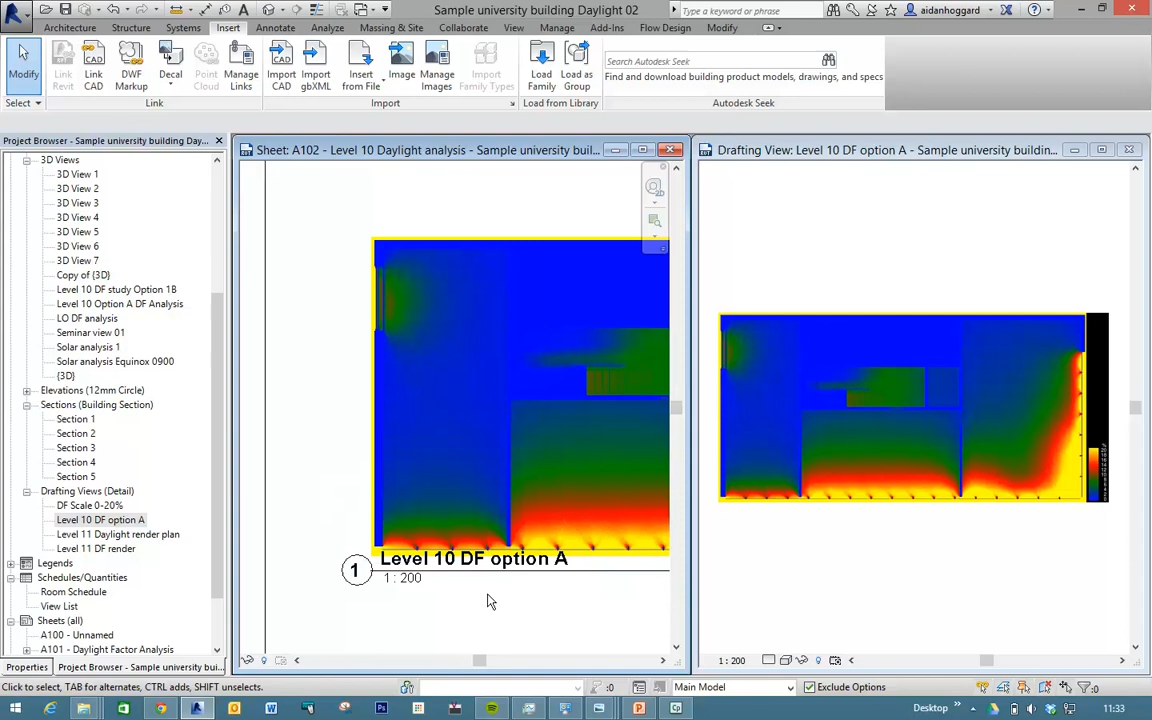 Sample university building Daylight 02
Type a keyword or phrase
aidanhoggard
Architecture Structure Systems Insert Annotate Analyze Massing & Site Collaborate View Manage Add-Ins Flow Design Modify
Modify
Link Revit
Link CAD
DWF Markup
Decal
Point Cloud
Manage Links
Import CAD
Import gbXML
Insert from File
Image
Manage Images
Import Family Types
Load Family
Load as Group
Search Autodesk Seek
Find and download building product models, drawings, and specs
Select
Link
Import
Load from Library
Autodesk Seek
Project Browser - Sample university building Day...
3D Views
3D View 1
3D View 2
3D View 3
3D View 4
3D View 5
3D View 6
3D View 7
Copy of {3D}
Level 10 DF study Option 1B
Level 10 Option A DF Analysis
LO DF analysis
Seminar view 01
Solar analysis 1
Solar analysis Equinox 0900
{3D}
Elevations (12mm Circle)
Sections (Building Section)
Section 1
Section 2
Section 3
Section 4
Section 5
Drafting Views (Detail)
DF Scale 0-20%
Level 10 DF option A
Level 11 Daylight render plan
Level 11 DF render
Legends
Schedules/Quantities
Room Schedule
View List
Sheets (all)
A100 - Unnamed
A101 - Daylight Factor Analysis
Properties
Project Browser - Sample university bui...
Sheet: A102 - Level 10 Daylight analysis - Sample university buil...
1
Level 10 DF option A
1 : 200
Drafting View: Level 10 DF option A - Sample university buildin...
1 : 200
Click to select, TAB for alternates, CTRL adds, SHIFT unselects.
:0
Main Model
Exclude Options
:0
Desktop
11:33